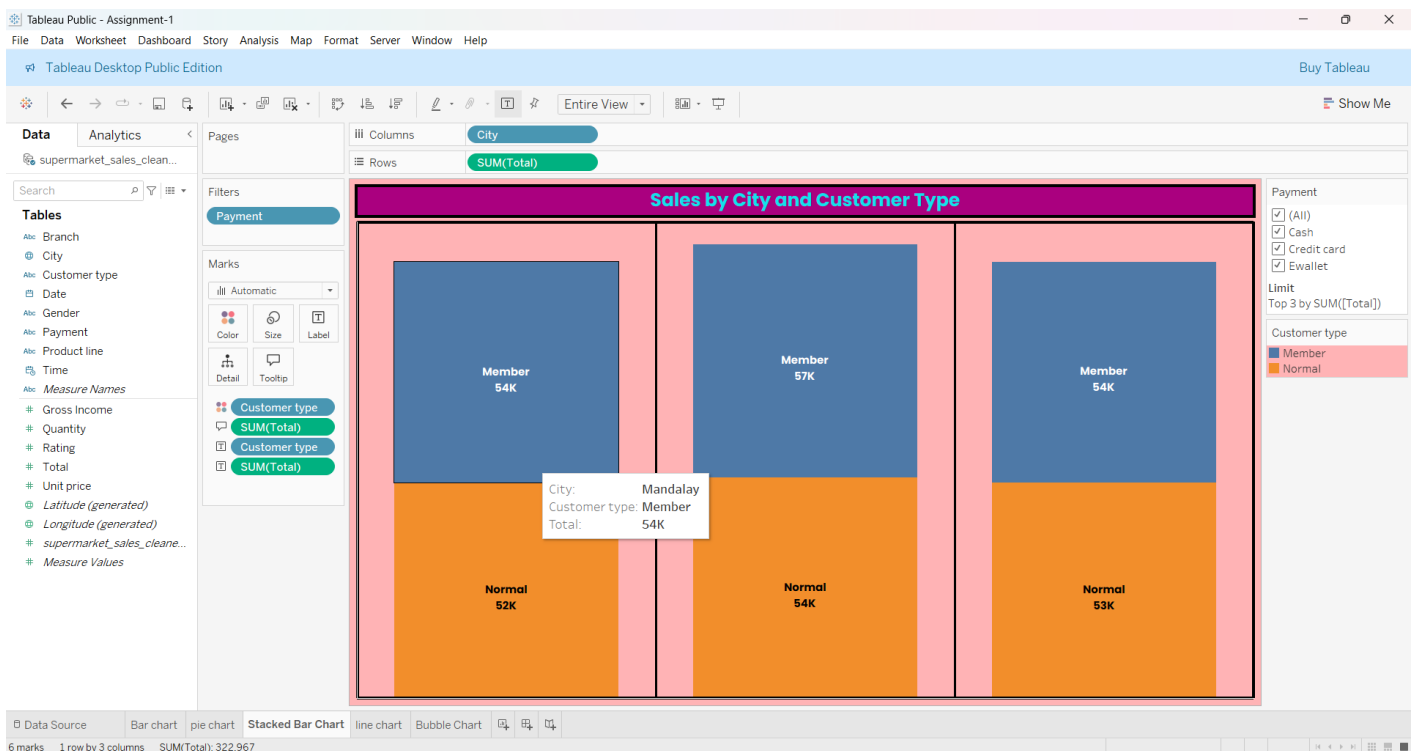 Tableau Public - Assignment-1
File Data Worksheet Dashboard Story Analysis Map Format Server Window Help
Tableau Desktop Public Edition
Buy Tableau
Entire View
Show Me
Data
Analytics
supermarket_sales_clean...
Search
Tables
Abc Branch
City
Abc Customer type
Date
Abc Gender
Abc Payment
Abc Product line
Time
Abc Measure Names
# Gross Income
# Quantity
# Rating
# Total
# Unit price
Latitude (generated)
Longitude (generated)
# supermarket_sales_cleane...
# Measure Values
Pages
Filters
Payment
Marks
Automatic
Color Size Label
Detail Tooltip
Customer type
SUM(Total)
Customer type
SUM(Total)
iii Columns
City
Rows
SUM(Total)
Sales by City and Customer Type
Member
54K
Normal
52K
Member
57K
Normal
54K
Member
54K
Normal
53K
City: Mandalay
Customer type: Member
Total: 54K
Payment
(All)
Cash
Credit card
Ewallet
Limit
Top 3 by SUM([Total])
Customer type
Member
Normal
Data Source
Bar chart
pie chart
Stacked Bar Chart
line chart
Bubble Chart
6 marks 1 row by 3 columns SUM(Total): 322,967